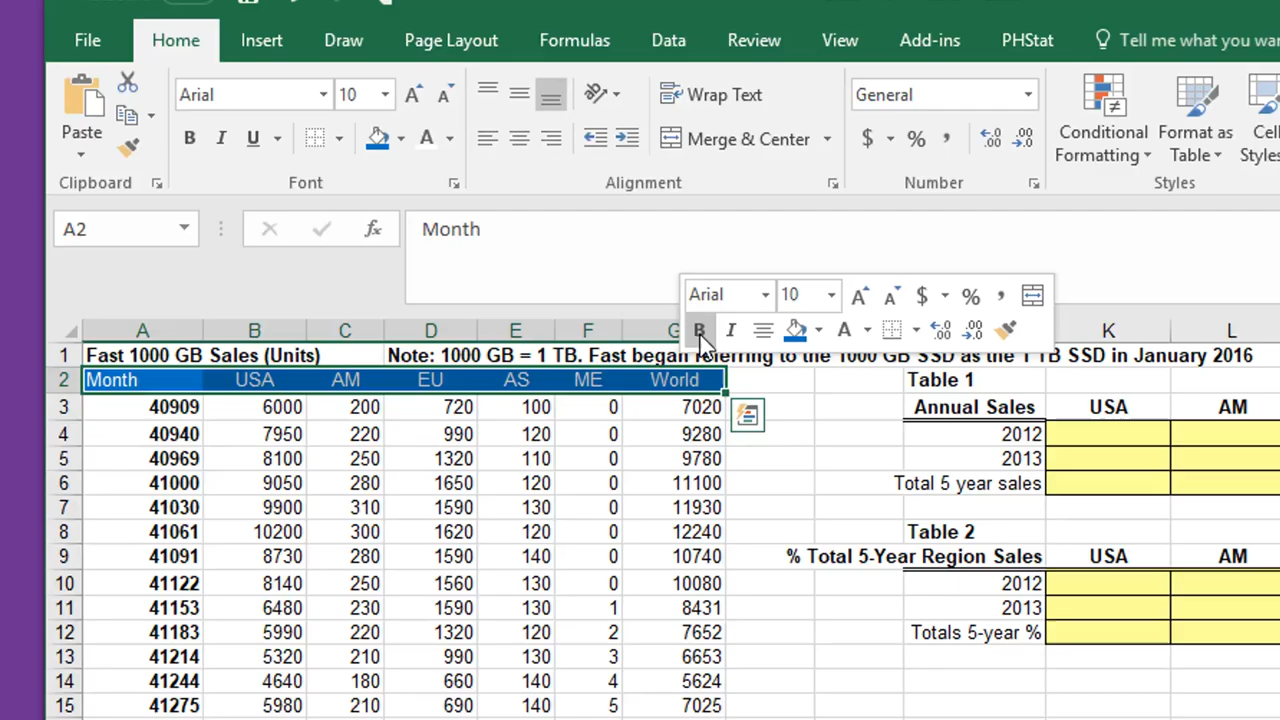 File Home Insert Draw Page Layout Formulas Data Review View Add-ins PHStat Tell me what you want
Arial 10 A A Wrap Text General
Paste B I U A Merge & Center $ % , Conditional Formatting Format as Table Cell Styles
Clipboard Font Alignment Number Styles
A2 fx Month
Arial 10 A A $ % ,
B I A
A B C D E F G K L
1 Fast 1000 GB Sales (Units) Note: 1000 GB = 1 TB. Fast began referring to the 1000 GB SSD as the 1 TB SSD in January 2016
2 Month USA AM EU AS ME World Table 1
3 40909 6000 200 720 100 0 7020 Annual Sales USA AM
4 40940 7950 220 990 120 0 9280 2012
5 40969 8100 250 1320 110 0 9780 2013
6 41000 9050 280 1650 120 0 11100 Total 5 year sales
7 41030 9900 310 1590 130 0 11930
8 41061 10200 300 1620 120 0 12240 Table 2
9 41091 8730 280 1590 140 0 10740 % Total 5-Year Region Sales USA AM
10 41122 8140 250 1560 130 0 10080 2012
11 41153 6480 230 1590 130 1 8431 2013
12 41183 5990 220 1320 120 2 7652 Totals 5-year %
13 41214 5320 210 990 130 3 6653
14 41244 4640 180 660 140 4 5624
15 41275 5980 210 690 140 5 7025